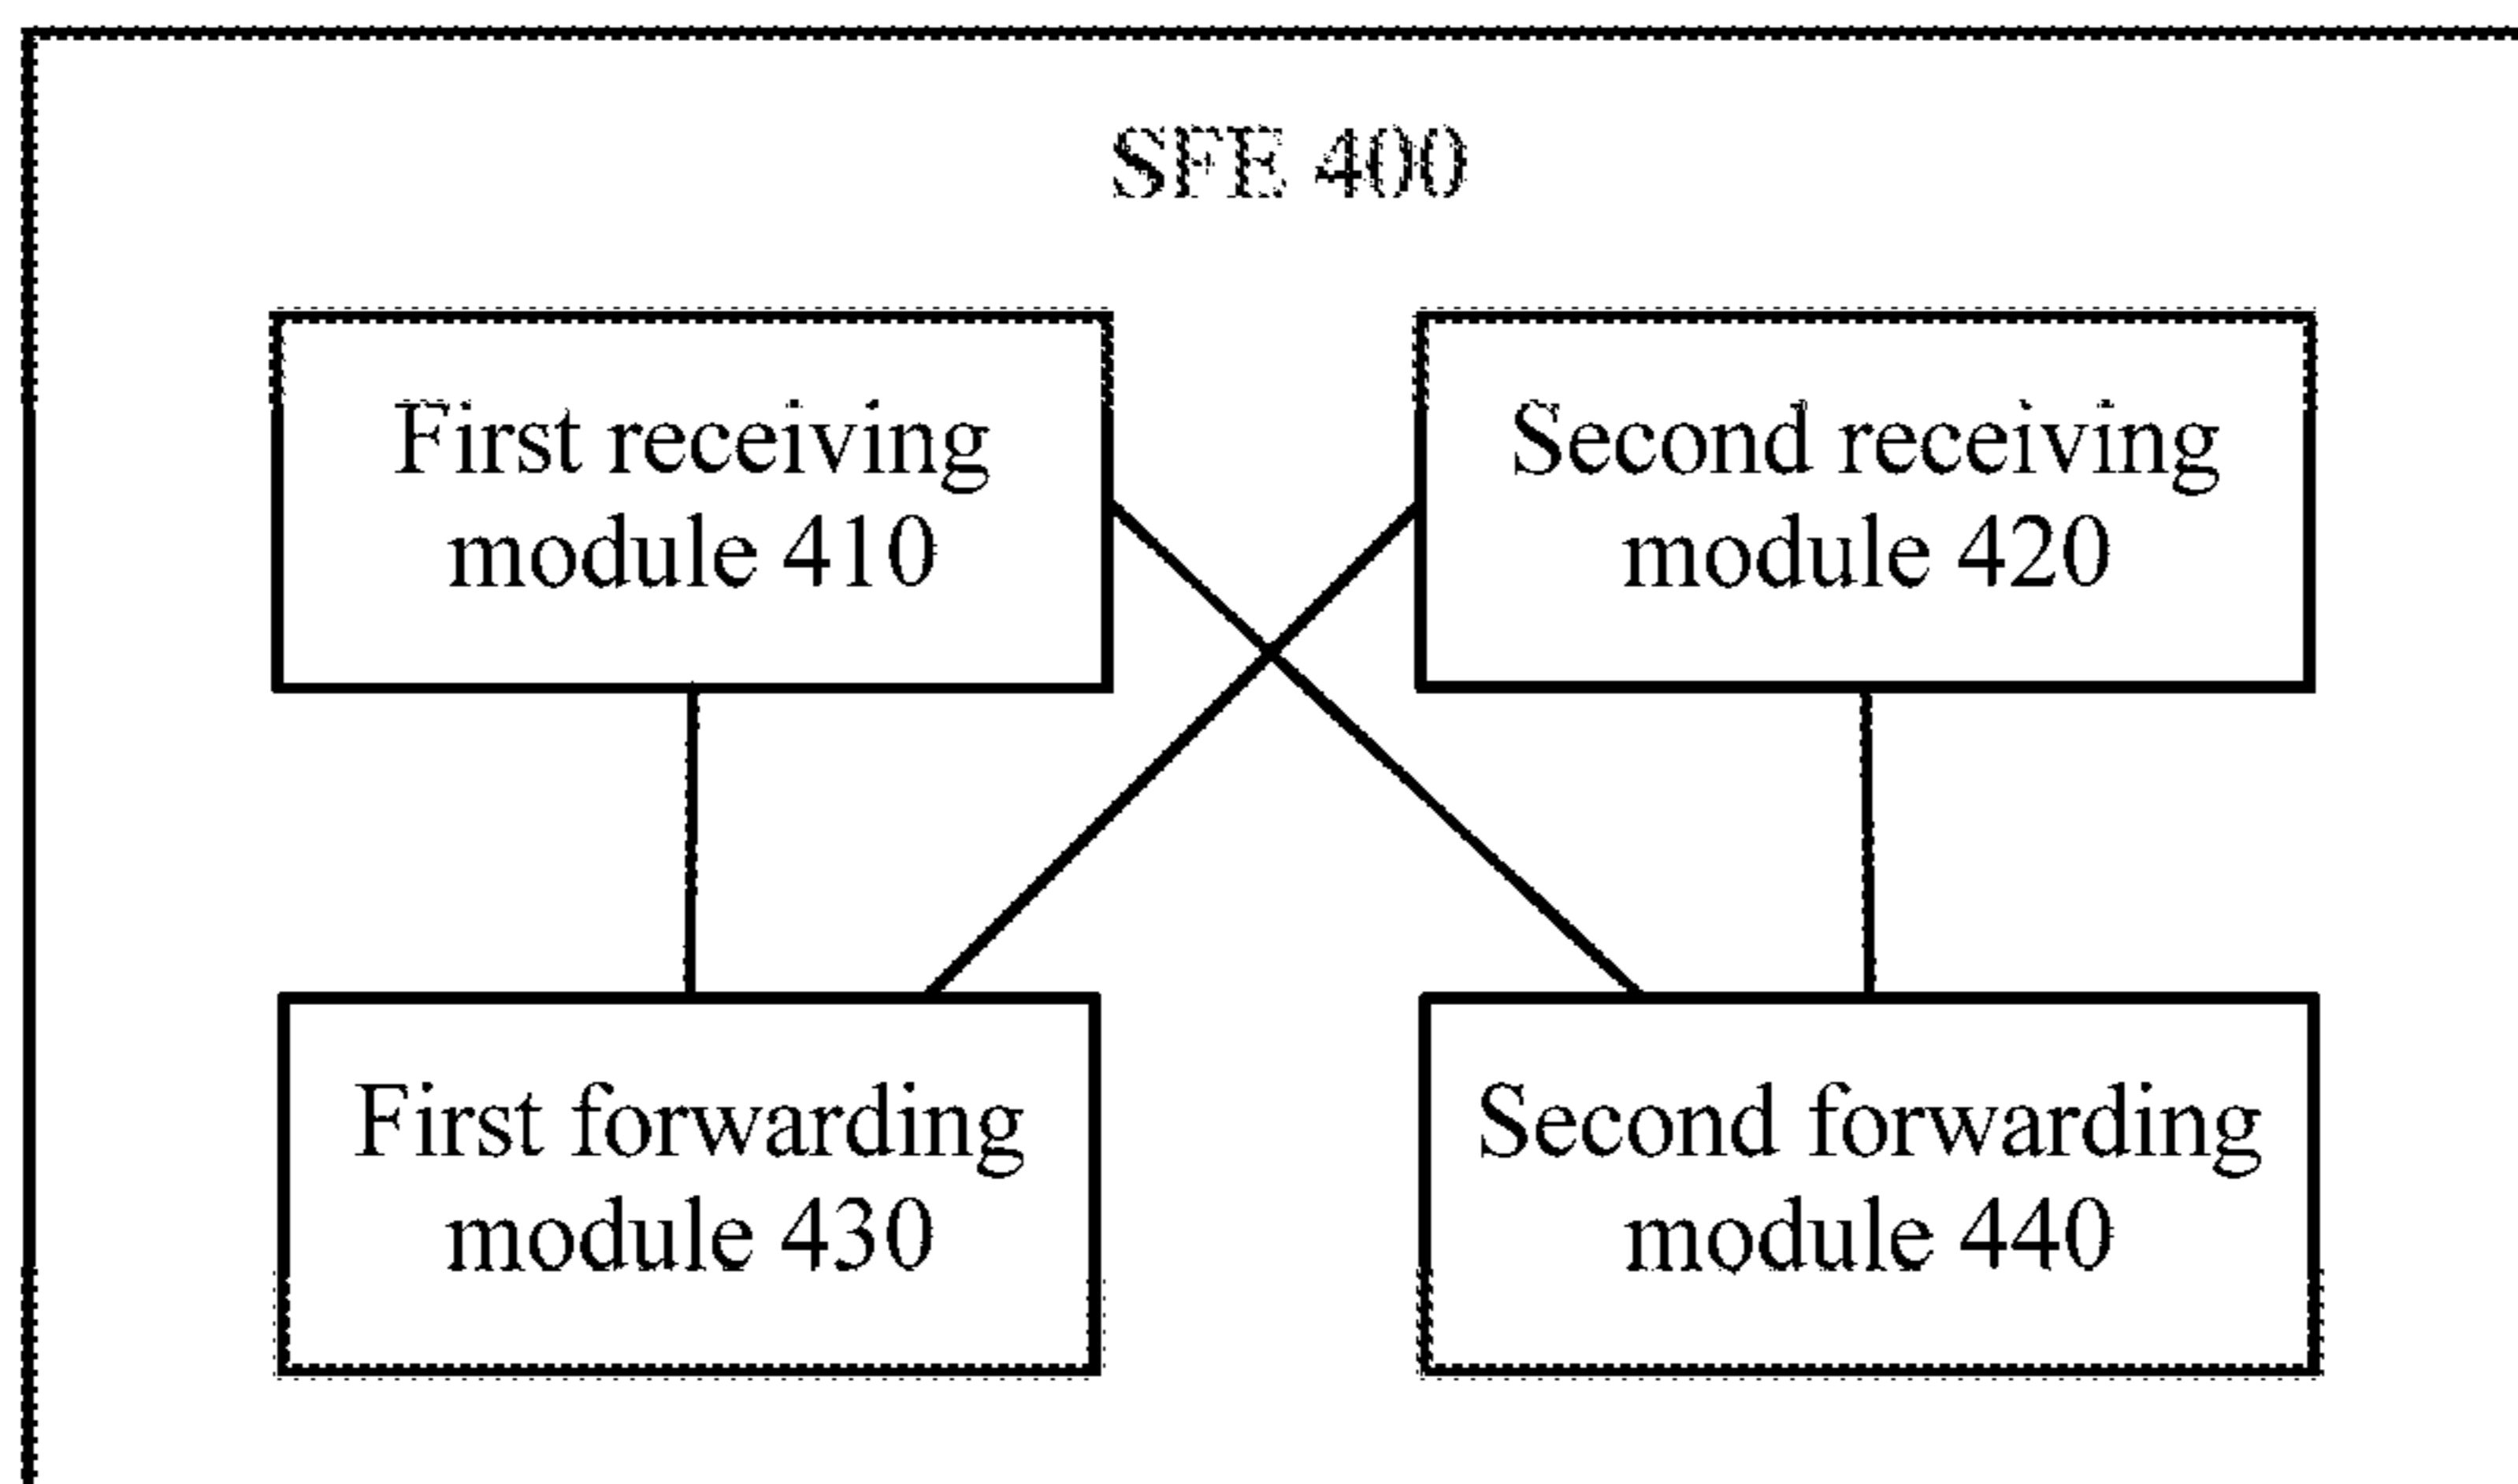 SFE 400
First receiving
module 410
Second receiving
module 420
First forwarding
module 430
Second forwarding
module 440